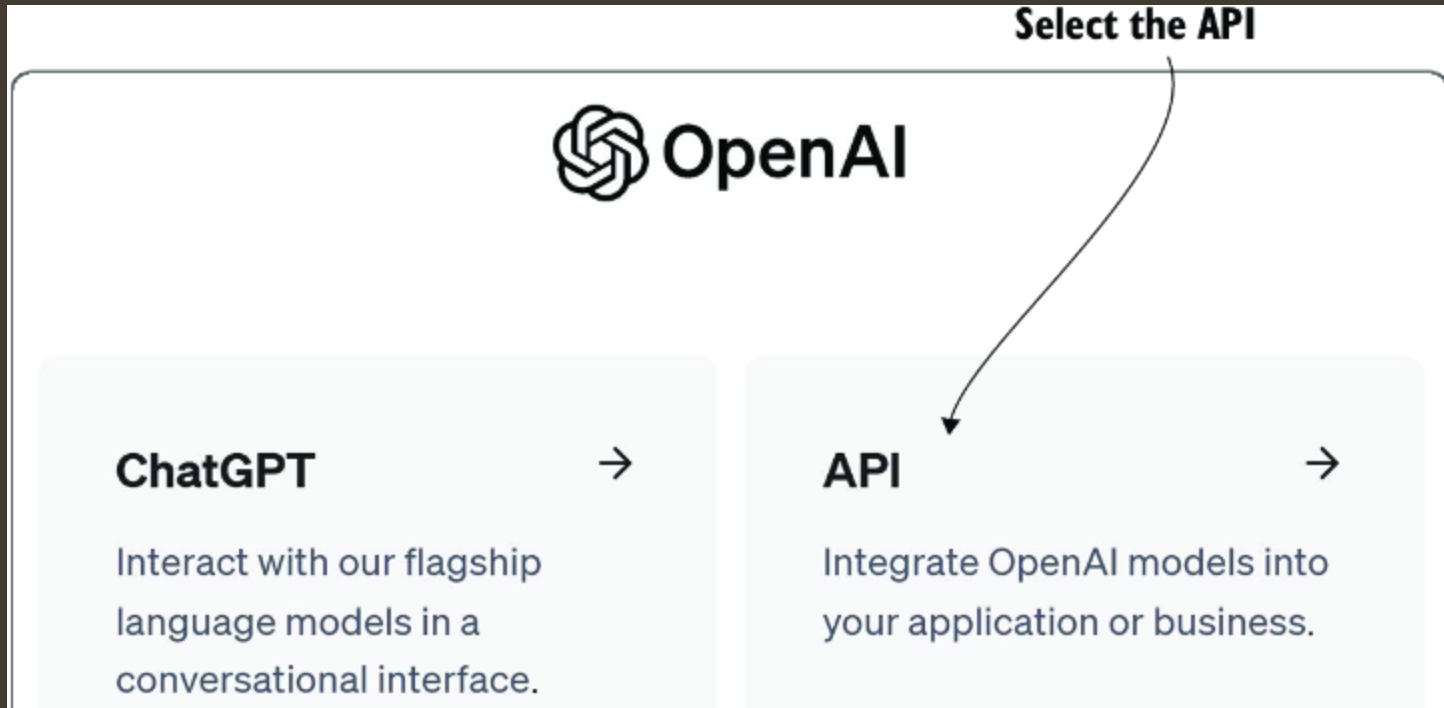 Select the API
OpenAI
ChatGPT
Interact with our flagship
language models in a
conversational interface.
API
Integrate OpenAI models into
your application or business.